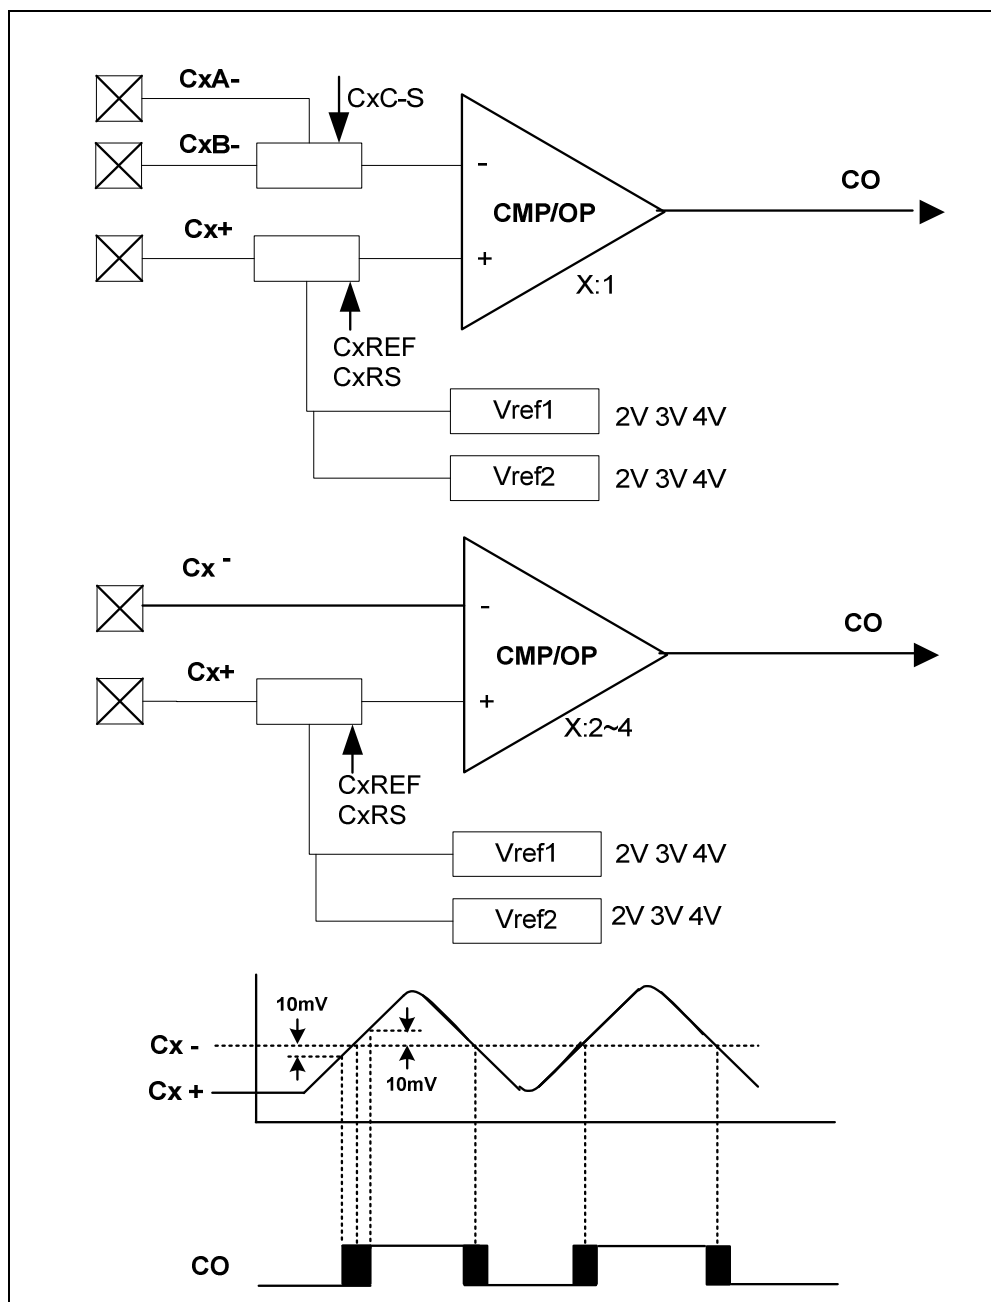 CxA-
CxC-S
CxB-
-
CMP/OP
CO
Cx+
+
X:1
CxREF
CxRS
Vref1 2V 3V 4V
Vref2 2V 3V 4V
Cx -
-
CMP/OP
CO
Cx+
+
X:2~4
CxREF
CxRS
Vref1 2V 3V 4V
Vref2 2V 3V 4V
10mV
Cx -
10mV
Cx +
CO